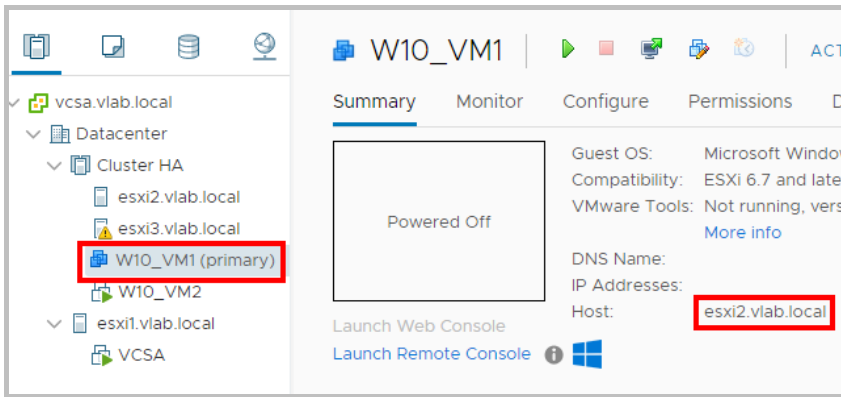 W10_VM1
ACT
vcsa.vlab.local
Datacenter
Cluster HA
esxi2.vlab.local
esxi3.vlab.local
W10_VM1 (primary)
W10_VM2
esxi1.vlab.local
VCSA
Summary Monitor Configure Permissions D
Powered Off
Guest OS: Microsoft Windo
Compatibility: ESXi 6.7 and late
VMware Tools: Not running, vers
More info
DNS Name:
IP Addresses:
Host: esxi2.vlab.local
Launch Web Console
Launch Remote Console